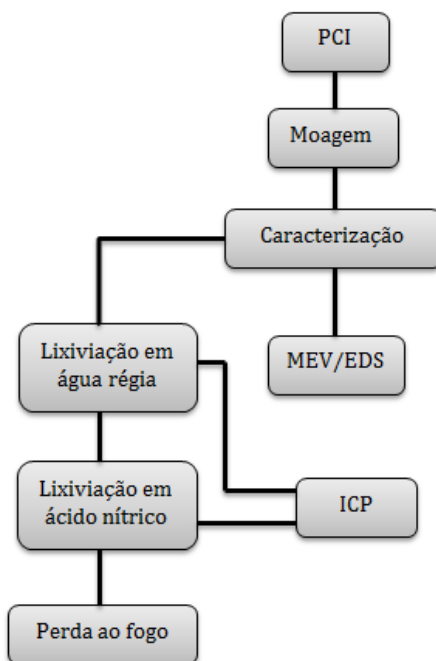 PCI
Moagem
Caracterização
MEV/EDS
Lixiviação em
água régia
Lixiviação em
ácido nítrico
ICP
Perda ao fogo